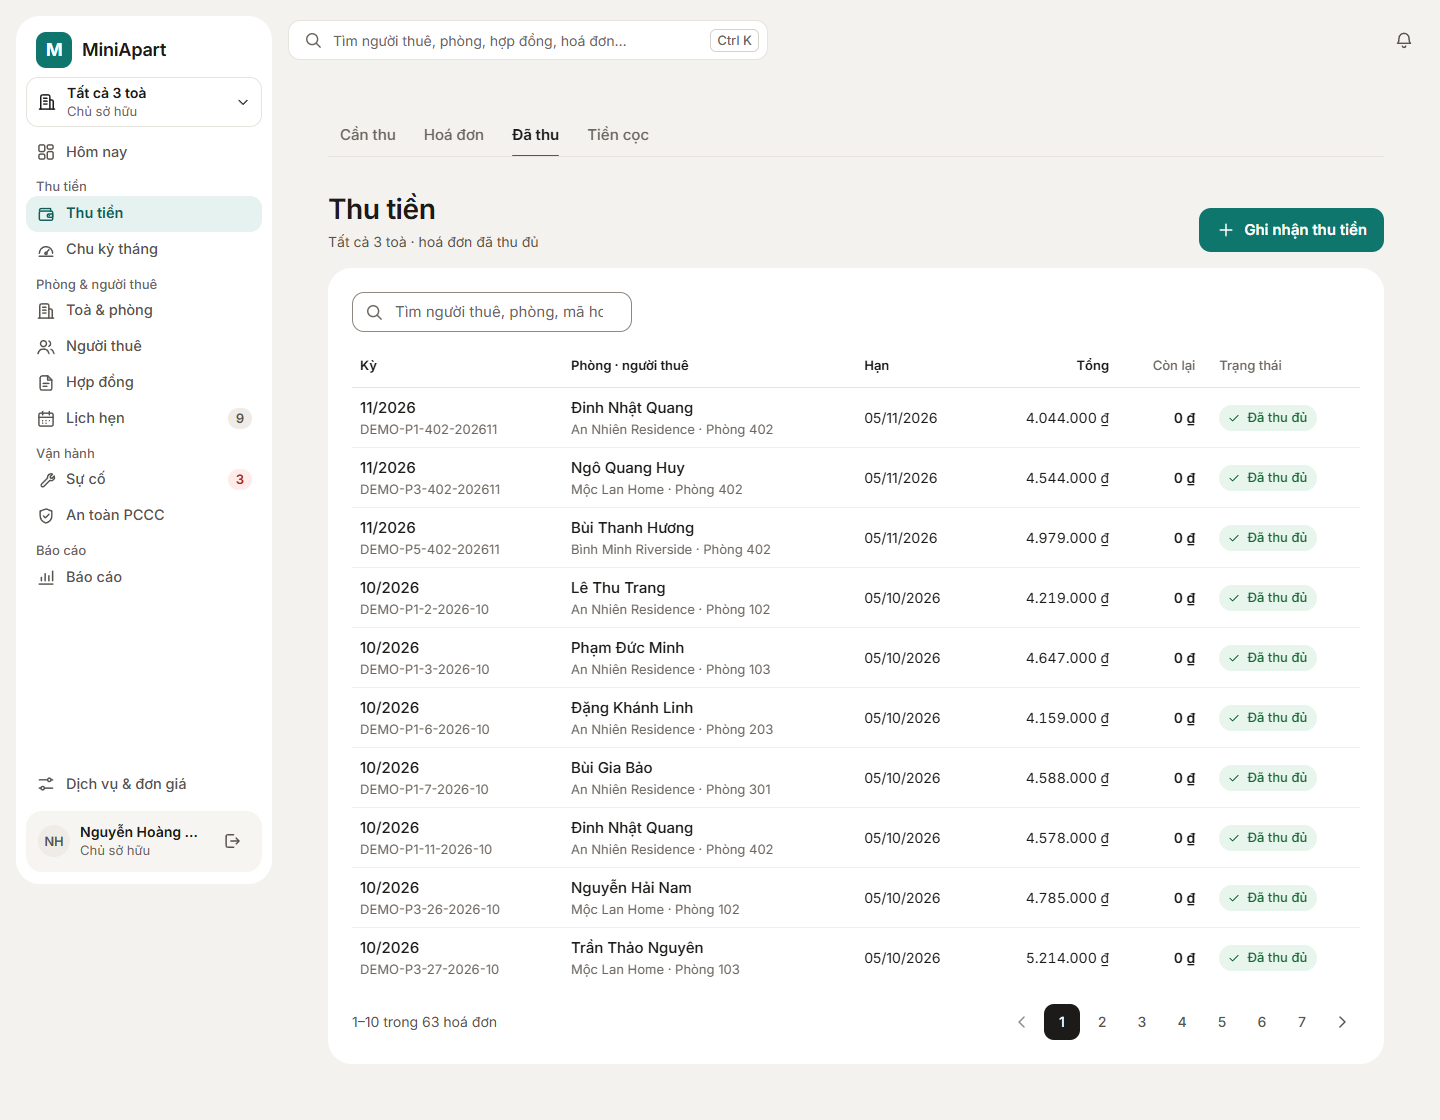 M MiniApart
Tất cả 3 toà
Chủ sở hữu
Hôm nay
Thu tiền
Thu tiền
Chu kỳ tháng
Phòng & người thuê
Toà & phòng
Người thuê
Hợp đồng
Lịch hẹn 9
Vận hành
Sự cố 3
An toàn PCCC
Báo cáo
Báo cáo
Dịch vụ & đơn giá
NH Nguyễn Hoàng ...
Chủ sở hữu
Tìm người thuê, phòng, hợp đồng, hoá đơn... Ctrl K
Cần thu Hoá đơn Đã thu Tiền cọc
Thu tiền
Tất cả 3 toà · hoá đơn đã thu đủ
Ghi nhận thu tiền
Tìm người thuê, phòng, mã hơ
Kỳ Phòng · người thuê Hạn Tổng Còn lại Trạng thái
11/2026 Đinh Nhật Quang 05/11/2026 4.044.000 ₫ 0 ₫ Đã thu đủ
DEMO-P1-402-202611 An Nhiên Residence · Phòng 402
11/2026 Ngô Quang Huy 05/11/2026 4.544.000 ₫ 0 ₫ Đã thu đủ
DEMO-P3-402-202611 Mộc Lan Home · Phòng 402
11/2026 Bùi Thanh Hương 05/11/2026 4.979.000 ₫ 0 ₫ Đã thu đủ
DEMO-P5-402-202611 Bình Minh Riverside · Phòng 402
10/2026 Lê Thu Trang 05/10/2026 4.219.000 ₫ 0 ₫ Đã thu đủ
DEMO-P1-2-2026-10 An Nhiên Residence · Phòng 102
10/2026 Phạm Đức Minh 05/10/2026 4.647.000 ₫ 0 ₫ Đã thu đủ
DEMO-P1-3-2026-10 An Nhiên Residence · Phòng 103
10/2026 Đặng Khánh Linh 05/10/2026 4.159.000 ₫ 0 ₫ Đã thu đủ
DEMO-P1-6-2026-10 An Nhiên Residence · Phòng 203
10/2026 Bùi Gia Bảo 05/10/2026 4.588.000 ₫ 0 ₫ Đã thu đủ
DEMO-P1-7-2026-10 An Nhiên Residence · Phòng 301
10/2026 Đinh Nhật Quang 05/10/2026 4.578.000 ₫ 0 ₫ Đã thu đủ
DEMO-P1-11-2026-10 An Nhiên Residence · Phòng 402
10/2026 Nguyễn Hải Nam 05/10/2026 4.785.000 ₫ 0 ₫ Đã thu đủ
DEMO-P3-26-2026-10 Mộc Lan Home · Phòng 102
10/2026 Trần Thảo Nguyên 05/10/2026 5.214.000 ₫ 0 ₫ Đã thu đủ
DEMO-P3-27-2026-10 Mộc Lan Home · Phòng 103
1–10 trong 63 hoá đơn 1 2 3 4 5 6 7